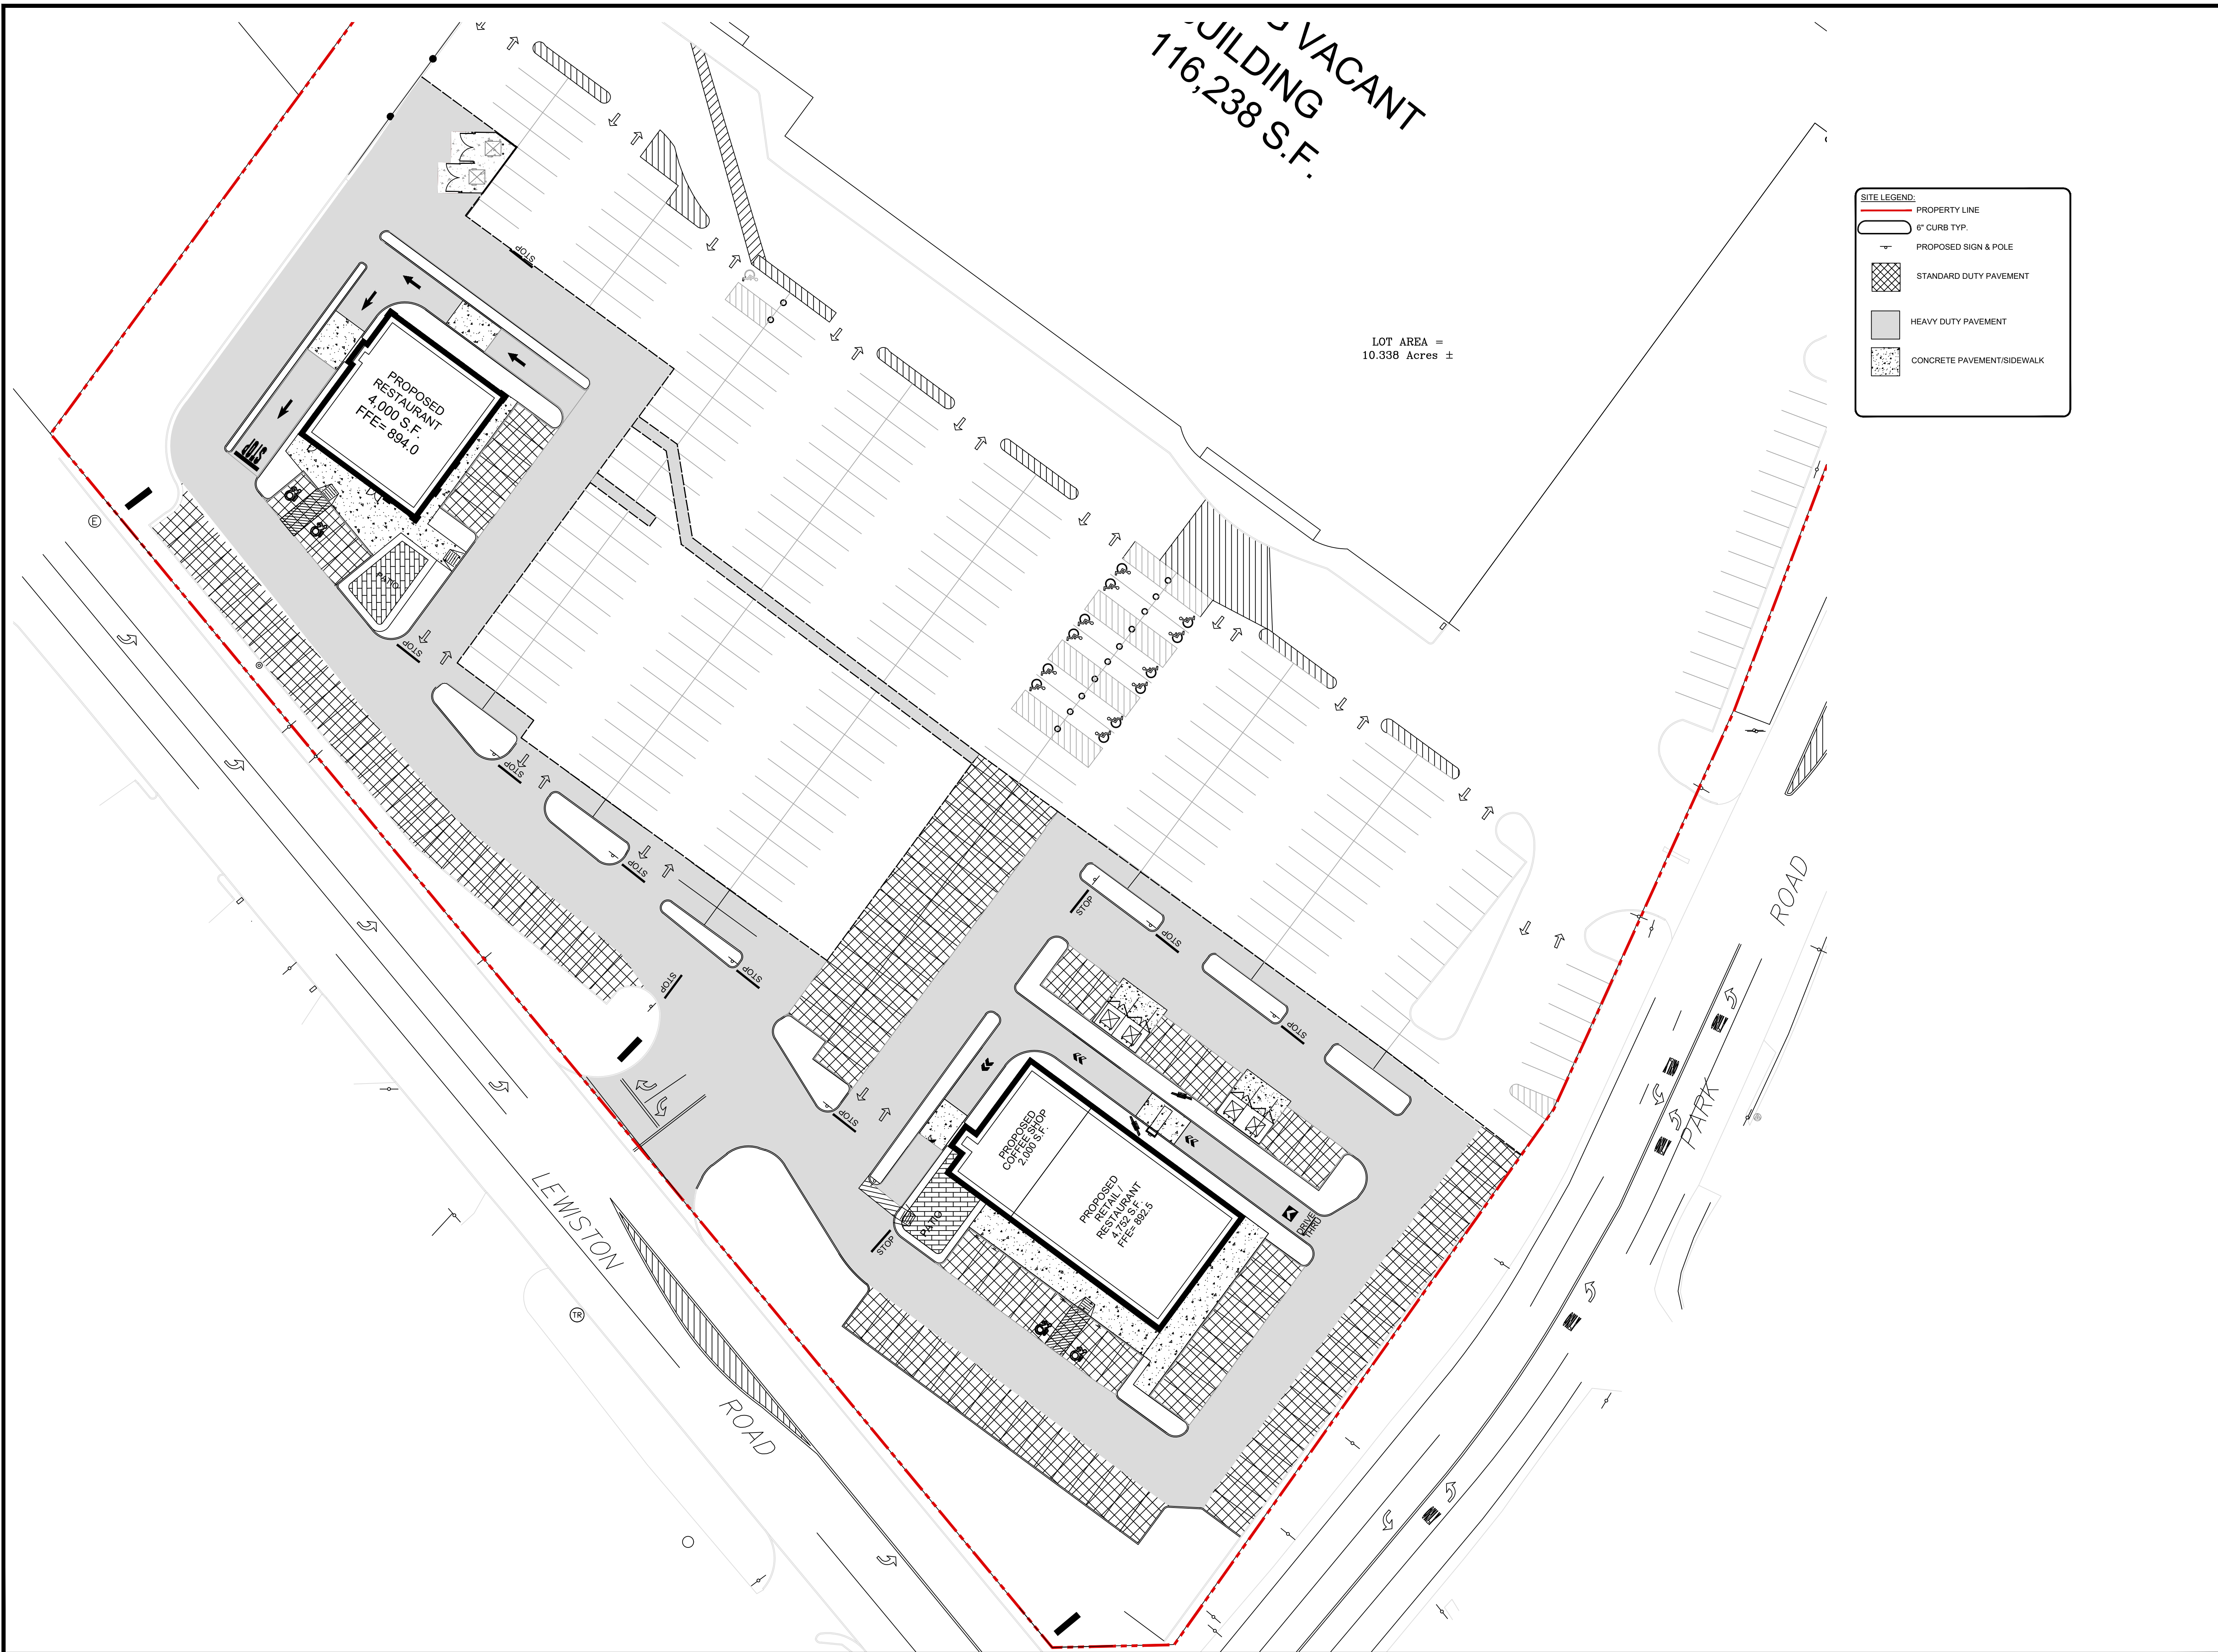 G VACANT
BUILDING
116,238 S.F.
SITE LEGEND:
PROPERTY LINE
6" CURB TYP.
PROPOSED SIGN & POLE
STANDARD DUTY PAVEMENT
HEAVY DUTY PAVEMENT
CONCRETE PAVEMENT/SIDEWALK
LOT AREA =
10.338 Acres ±
STOP
PROPOSED
RESTAURANT
4,000 S.F.
FFE= 894.0
STOP
E
PATIO
STOP
STOP
STOP
STOP
STOP
STOP
STOP
STOP
STOP
PROPOSED
COFFEE SHOP
2,000 S.F.
PROPOSED
RETAIL /
RESTAURANT
4,752 S.F.
FFE= 892.5
PATIO
STOP
DRIVE
THRU
LEWISTON
ROAD
TR
PARK
ROAD